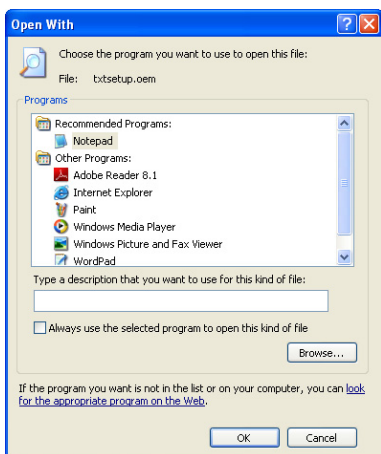 Open With
Choose the program you want to use to open this file:
File: txtsetup.oem
Programs
Recommended Programs:
Notepad
Other Programs:
Adobe Reader 8.1
Internet Explorer
Paint
Windows Media Player
Windows Picture and Fax Viewer
WordPad
Type a description that you want to use for this kind of file:
Always use the selected program to open this kind of file
Browse...
If the program you want is not in the list or on your computer, you can look
for the appropriate program on the Web.
OK Cancel